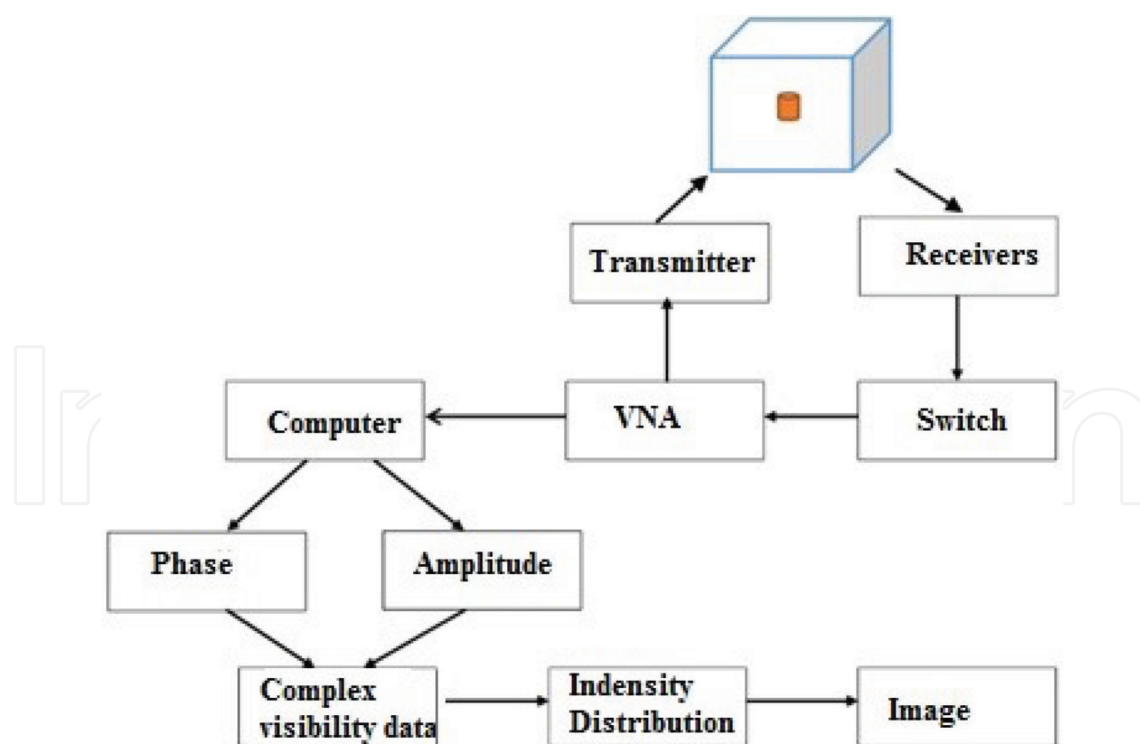 Transmitter
Receivers
Computer
VNA
Switch
Phase
Amplitude
Complex
visibility data
Indensity
Distribution
Image